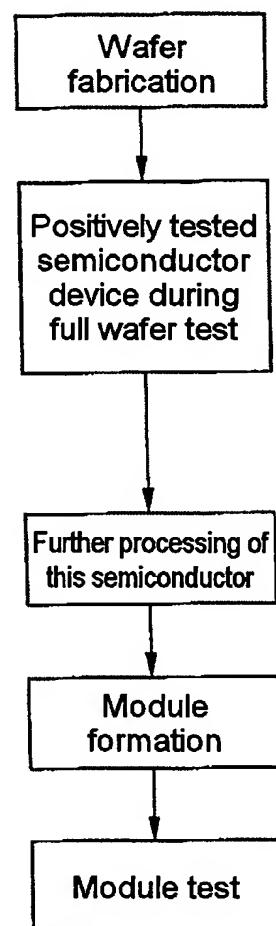 Wafer
fabrication
Positively tested
semiconductor
device during
full wafer test
Further processing of
this semiconductor
Module
formation
Module test